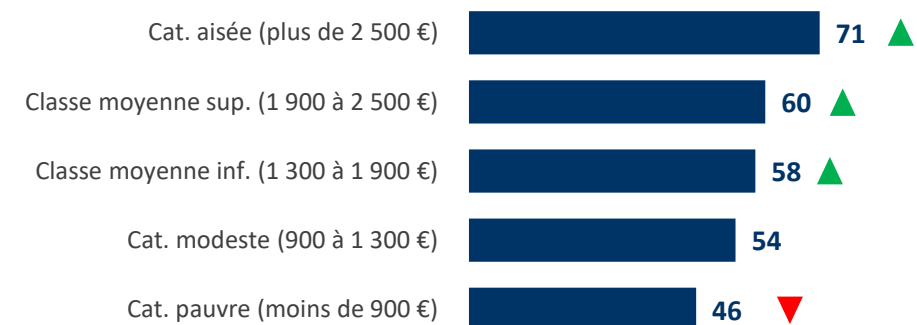 Cat. aisée (plus de 2 500 €) 71
Classe moyenne sup. (1 900 à 2 500 €) 60
Classe moyenne inf. (1 300 à 1 900 €) 58
Cat. modeste (900 à 1 300 €) 54
Cat. pauvre (moins de 900 €) 46